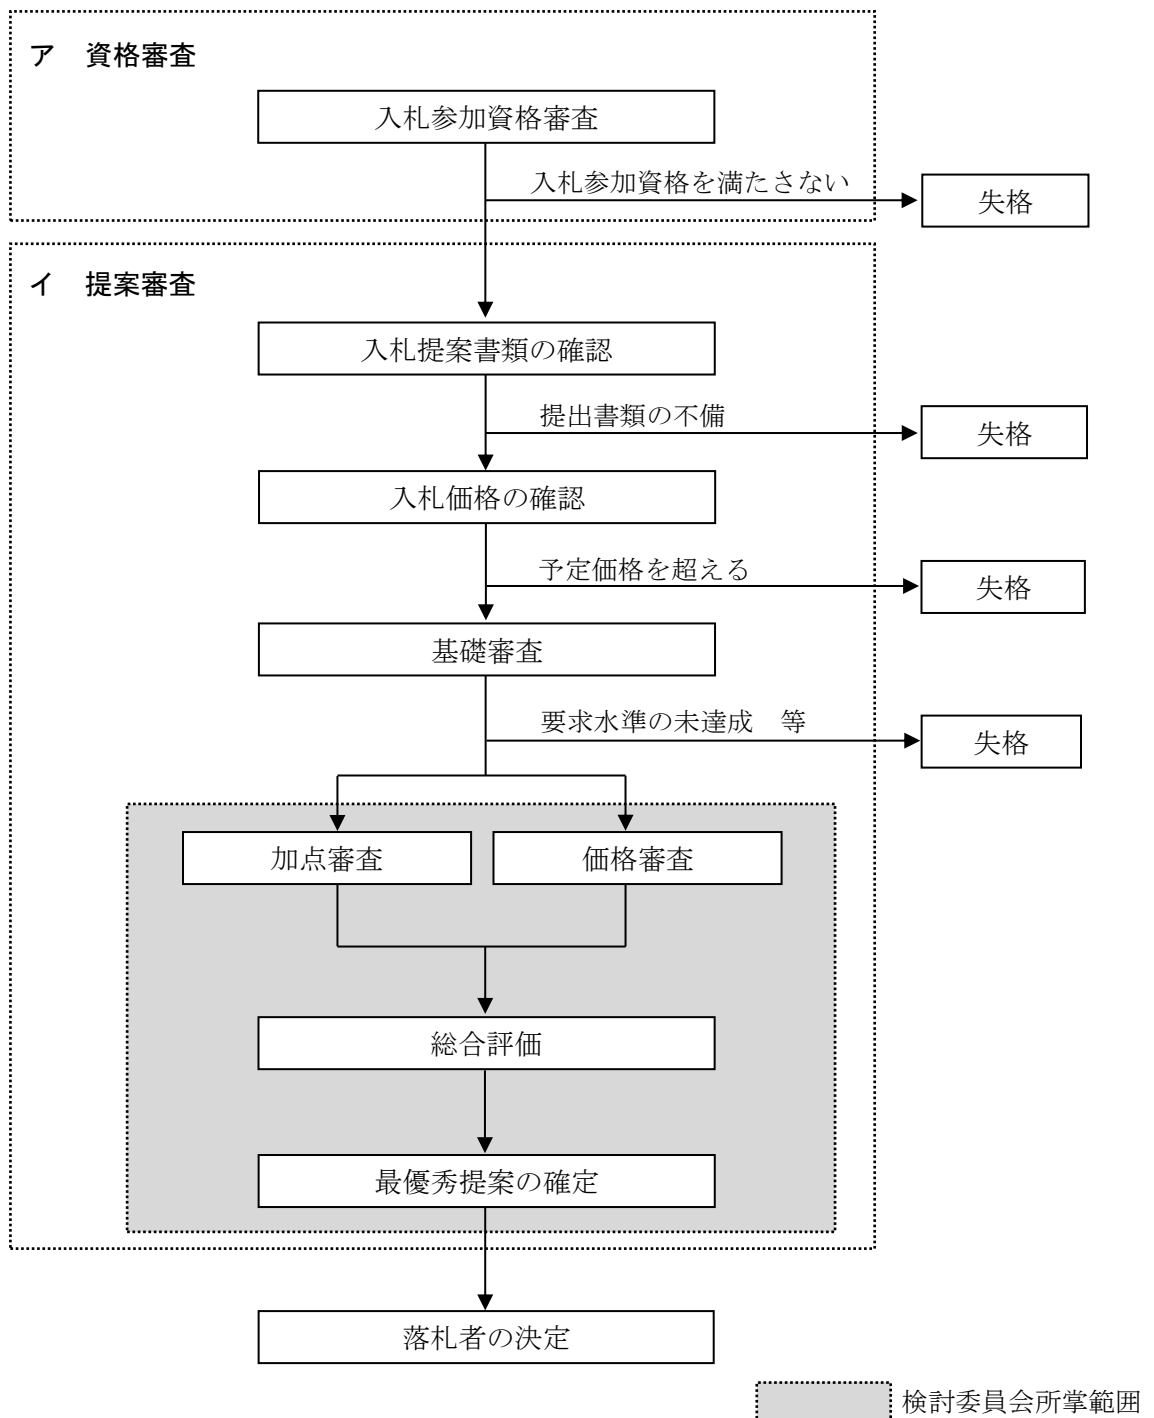 ア　資格審査
入札参加資格審査
入札参加資格を満たさない
失格
イ　提案審査
入札提案書類の確認
提出書類の不備
失格
入札価格の確認
予定価格を超える
失格
基礎審査
要求水準の未達成　等
失格
加点審査
価格審査
総合評価
最優秀提案の確定
落札者の決定
検討委員会所掌範囲